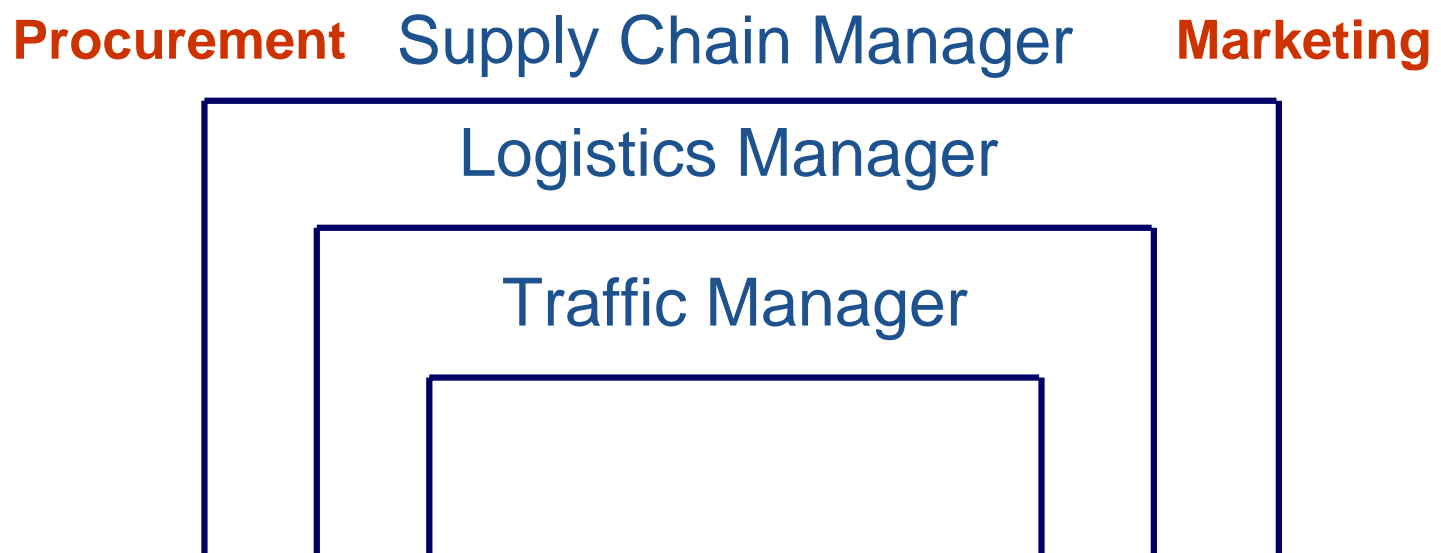 Procurement Supply Chain Manager Marketing
Logistics Manager
Traffic Manager